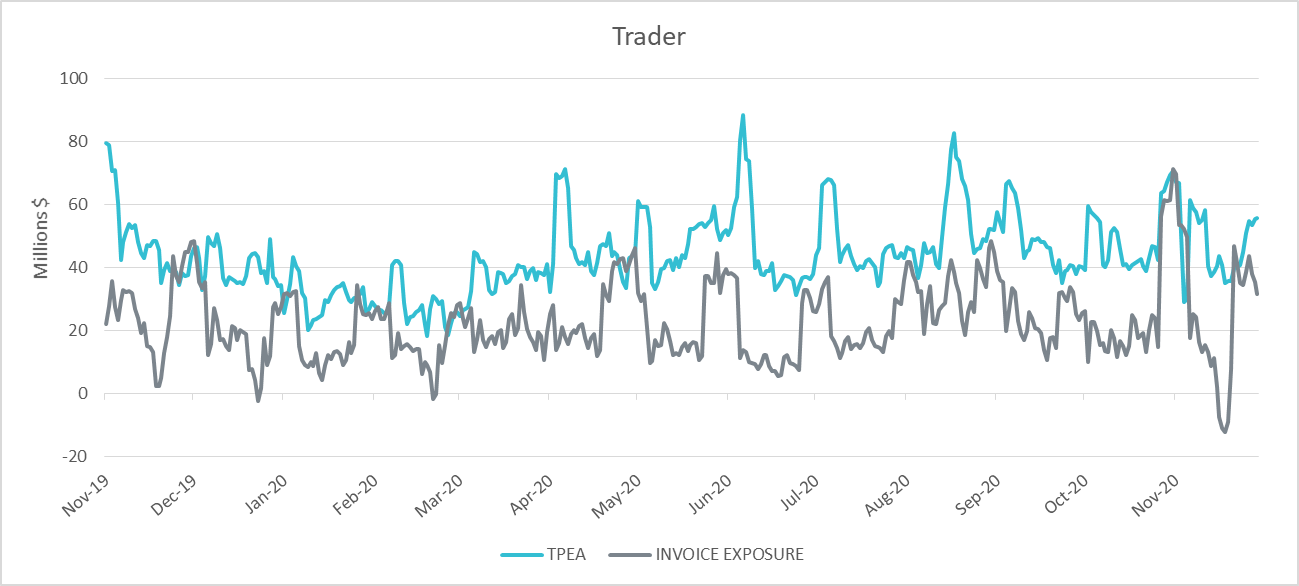 Trader
Millions $
100
80
60
40
20
0
-20
Nov-19 Dec-19 Jan-20 Feb-20 Mar-20 Apr-20 May-20 Jun-20 Jul-20 Aug-20 Sep-20 Oct-20 Nov-20
TPEA INVOICE EXPOSURE